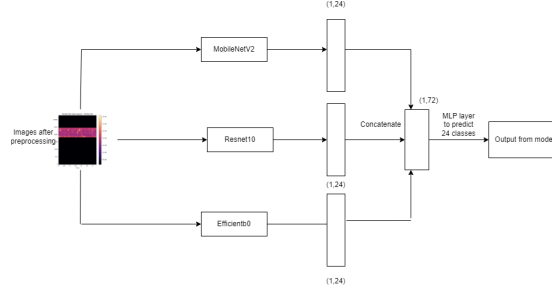 (1,24)
MobileNetV2
(1,72)
Images after
preprocessing
Resnet10
Concatenate
MLP layer
to predict
24 classes
Output from model
(1,24)
Efficientb0
(1,24)